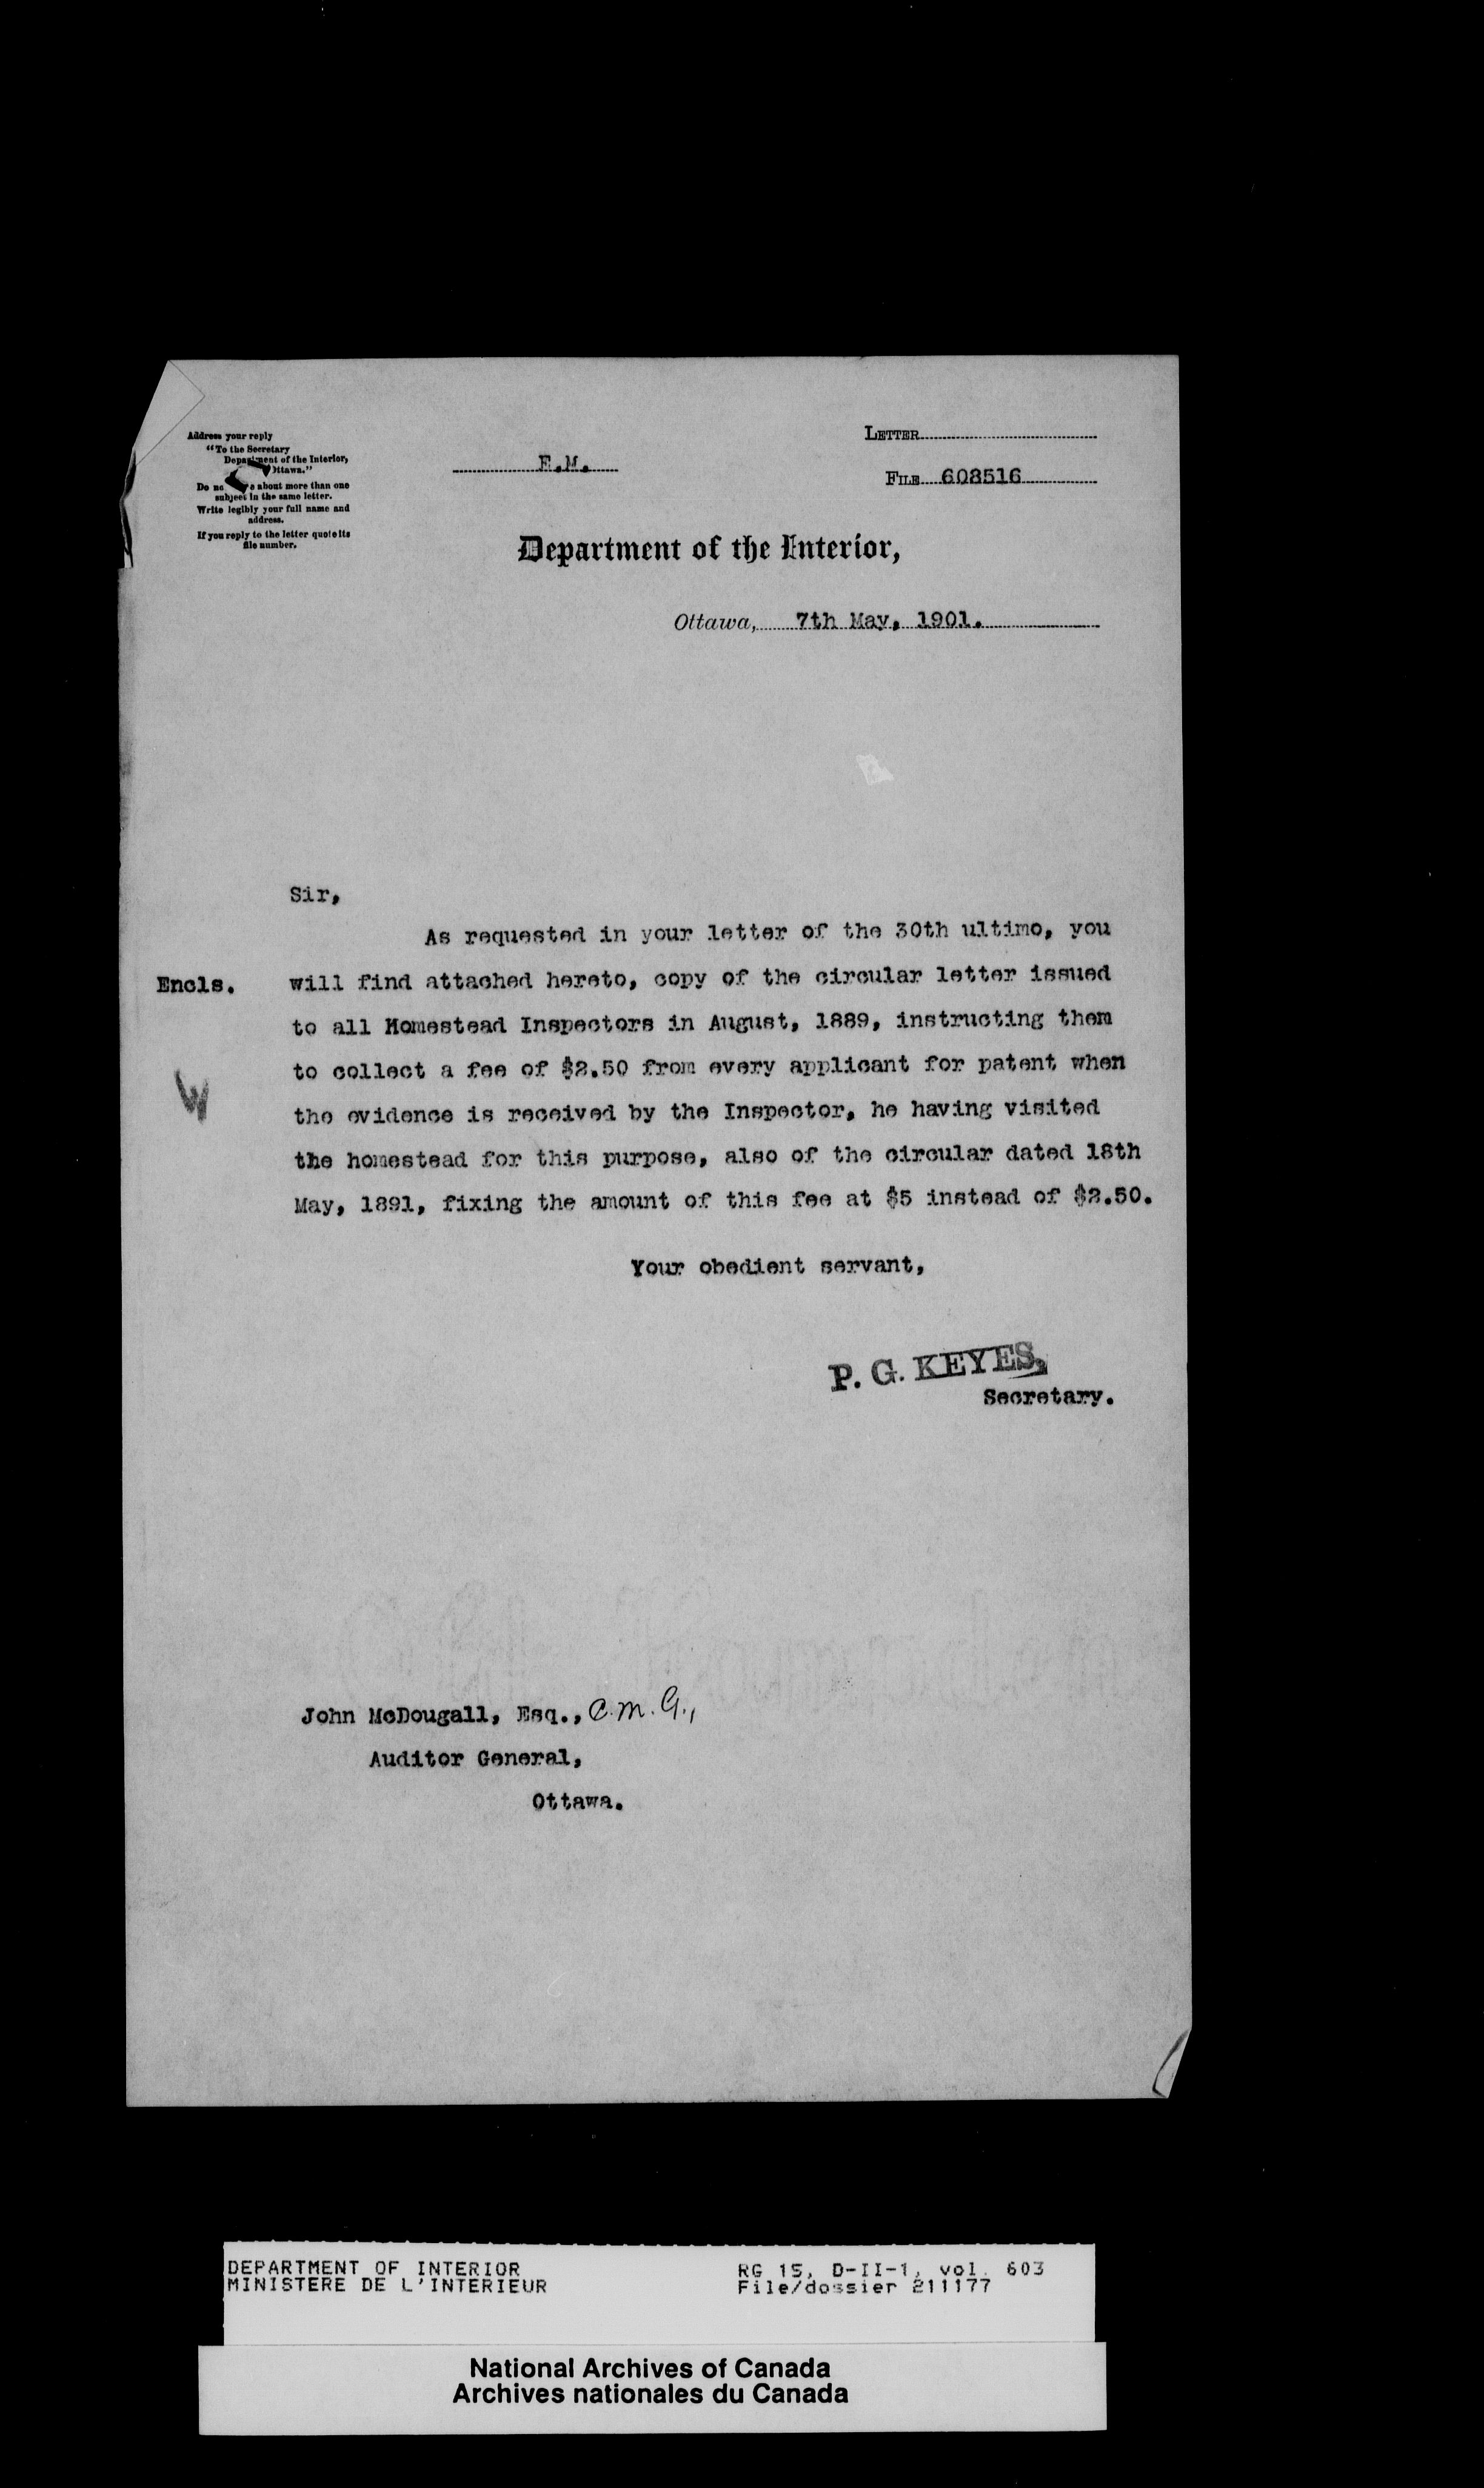 Address your reply
"To the Secretary
Department of the Interior,
Ottawa."
Do no about more than one
subject in the same letter.
Write legibly your full name and
address.
If you reply to the letter quote its
file number.
E.M.
LETTER
FILE 608516
Department of the Interior,
Ottawa, 7th May, 1901.
Sir,
As requested in your letter of the 30th ultimo, you
Encls. will find attached hereto, copy of the circular letter issued
to all Homestead Inspectors in August, 1889, instructing them
to collect a fee of $2.50 from every applicant for patent when
W
the evidence is received by the Inspector, he having visited
the homestead for this purpose, also of the circular dated 18th
May, 1891, fixing the amount of this fee at $5 instead of $2.50.
Your obedient servant,
P. G. KEYES,
Secretary.
John McDougall, Esq., C.M.G.,
Auditor General,
Ottawa.
DEPARTMENT OF INTERIOR RG 15, D-II-1, vol. 603
MINISTERE DE L'INTERIEUR File/dossier 211177
National Archives of Canada
Archives nationales du Canada